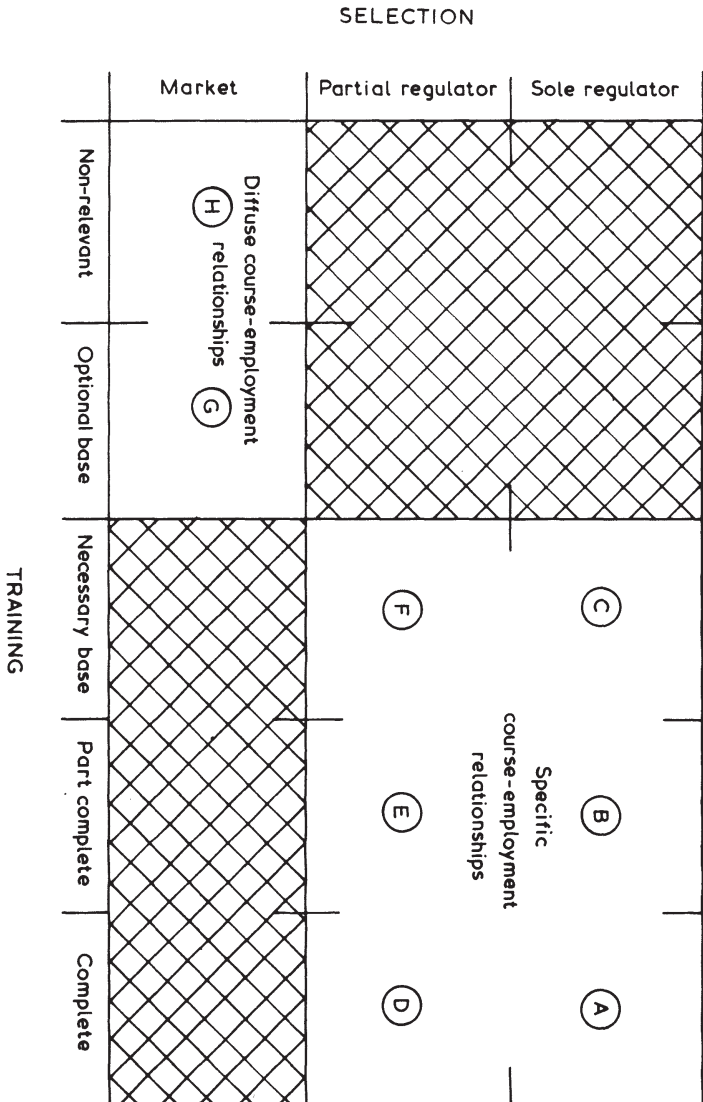 SELECTION
Market
Partial regulator
Sole regulator
Non-relevant
Optional base
Necessary base
Part complete
Complete
TRAINING
Diffuse course-employment
relationships
H
G
C
F
Specific
course-employment
relationships
B
E
A
D